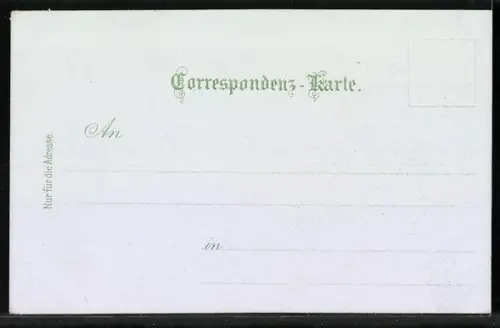 Correspondenz-Karte.
An
in
Nur für die Adresse